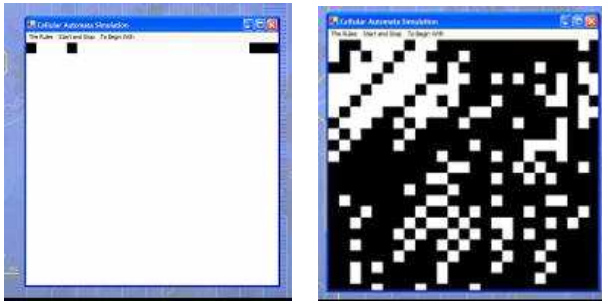 Cellular Automata Simulation
The Rules Start and Stop To Begin With
Cellular Automata Simulation
The Rules Start and Stop To Begin With